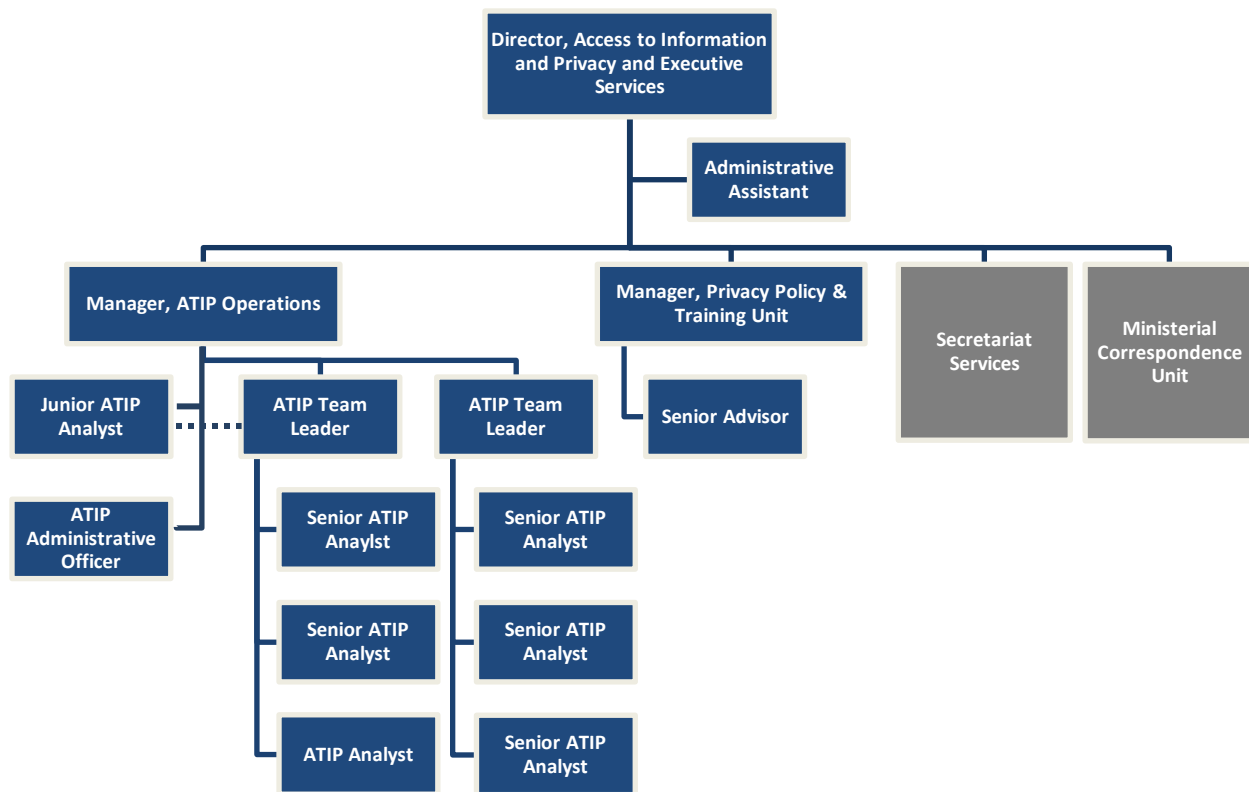 Director, Access to Information
and Privacy and Executive
Services
Administrative
Assistant
Manager, ATIP Operations
Manager, Privacy Policy &
Training Unit
Secretariat
Services
Ministerial
Correspondence
Unit
Junior ATIP
Analyst
ATIP Team
Leader
ATIP Team
Leader
Senior Advisor
ATIP
Administrative
Officer
Senior ATIP
Anaylst
Senior ATIP
Analyst
Senior ATIP
Analyst
Senior ATIP
Analyst
ATIP Analyst
Senior ATIP
Analyst